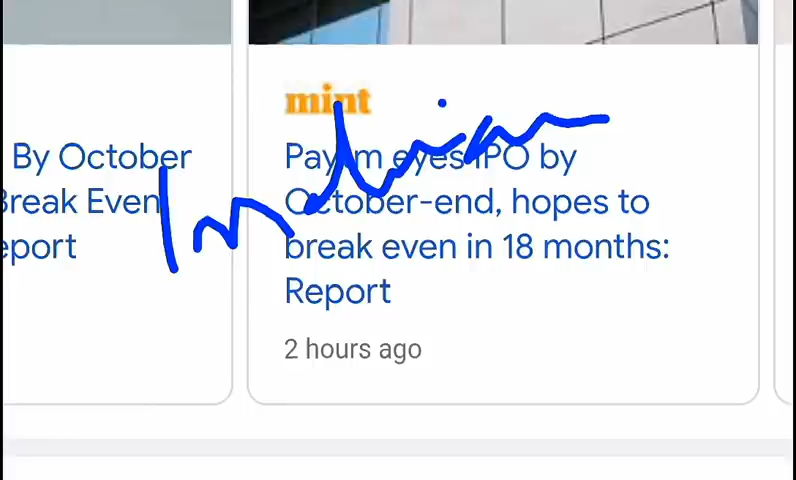 mint
By October
Break Even
eport
Paytm eyes IPO by
October-end, hopes to
break even in 18 months:
Report
2 hours ago
Indian